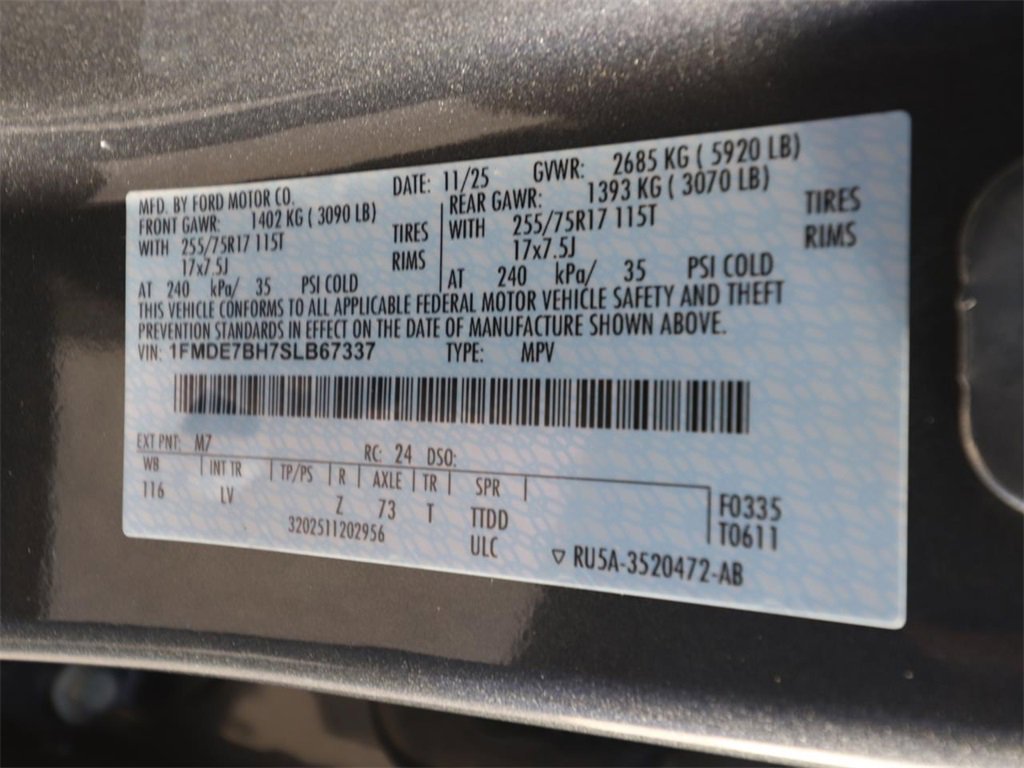 MFD. BY FORD MOTOR CO. DATE: 11/25 GVWR: 2685 KG ( 5920 LB)
FRONT GAWR: 1402 KG ( 3090 LB) REAR GAWR: 1393 KG ( 3070 LB)
WITH 255/75R17 115T TIRES WITH 255/75R17 115T TIRES
17x7.5J RIMS 17x7.5J RIMS
AT 240 kPa/ 35 PSI COLD AT 240 kPa/ 35 PSI COLD
THIS VEHICLE CONFORMS TO ALL APPLICABLE FEDERAL MOTOR VEHICLE SAFETY AND THEFT
PREVENTION STANDARDS IN EFFECT ON THE DATE OF MANUFACTURE SHOWN ABOVE.
VIN: 1FMDE7BH7SLB67337 TYPE: MPV
EXT PNT: M7 RC: 24 DSO:
WB INT TR TP/PS R AXLE TR SPR
116 LV Z 73 T TTDD F0335
3202511202956 ULC T0611
▽ RU5A-3520472-AB